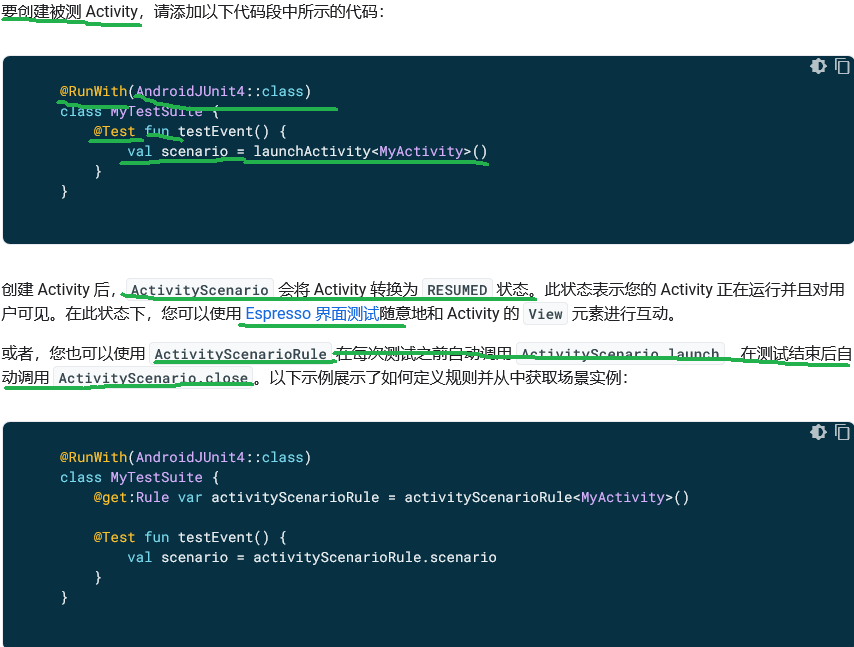 要创建被测 Activity，请添加以下代码段中所示的代码：
@RunWith(AndroidJUnit4::class)
class MyTestSuite {
@Test fun testEvent() {
val scenario = launchActivity<MyActivity>()
}
}
创建 Activity 后，ActivityScenario 会将 Activity 转换为 RESUMED 状态。此状态表示您的 Activity 正在运行并且对用
户可见。在此状态下，您可以使用 Espresso 界面测试随意地和 Activity 的 View 元素进行互动。
或者，您也可以使用 ActivityScenarioRule 在每次测试之前自动调用 ActivityScenario.launch 在测试结束后自
动调用 ActivityScenario.close 。以下示例展示了如何定义规则并从中获取场景实例：
@RunWith(AndroidJUnit4::class)
class MyTestSuite {
@get:Rule var activityScenarioRule = activityScenarioRule<MyActivity>()
@Test fun testEvent() {
val scenario = activityScenarioRule.scenario
}
}